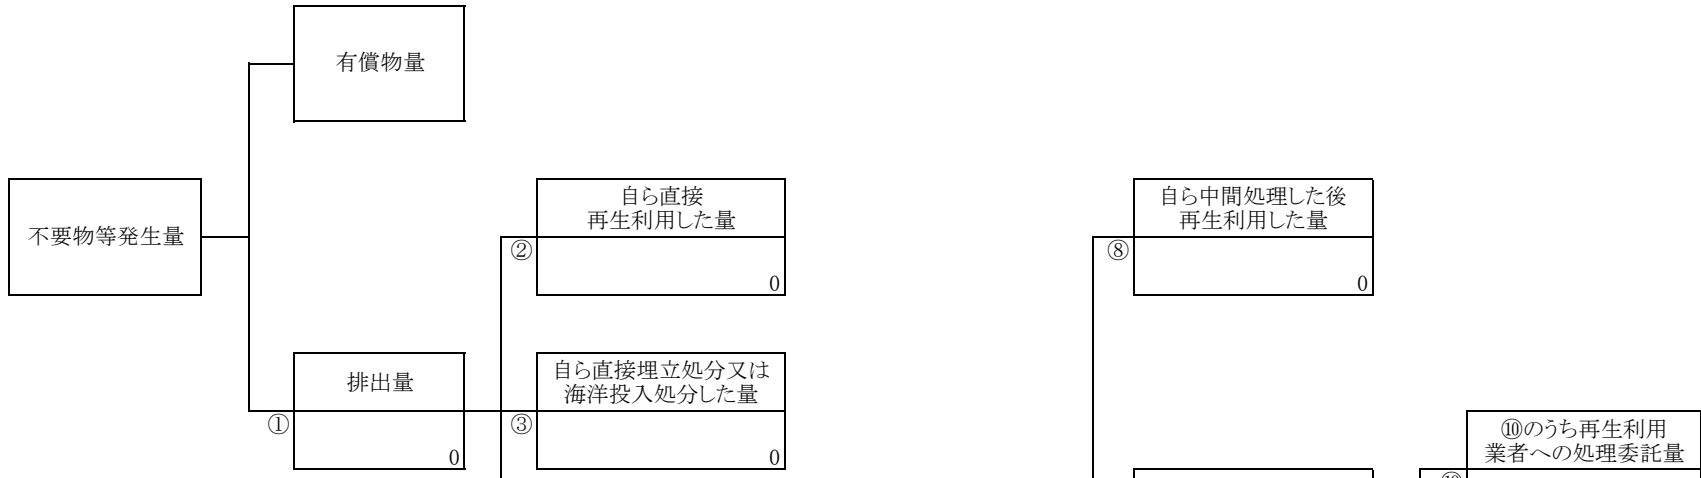 有償物量
不要物等発生量
自ら直接
再生利用した量
②
0
自ら中間処理した後
再生利用した量
⑧
0
排出量
①
0
自ら直接埋立処分又は
海洋投入処分した量
③
0
⑩のうち再生利用
業者への処理委託量